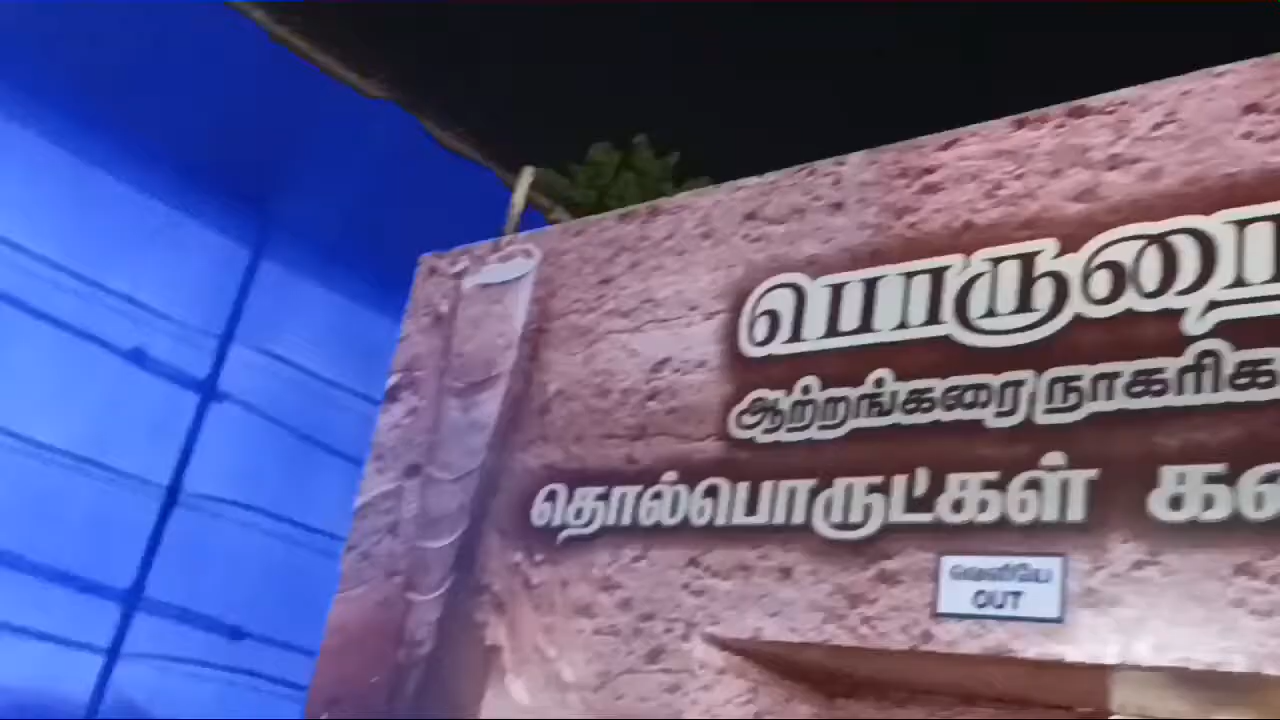 பொருநை
ஆற்றங்கரை நாகரிக
தொல்பொருட்கள்
வெளியே
OUT